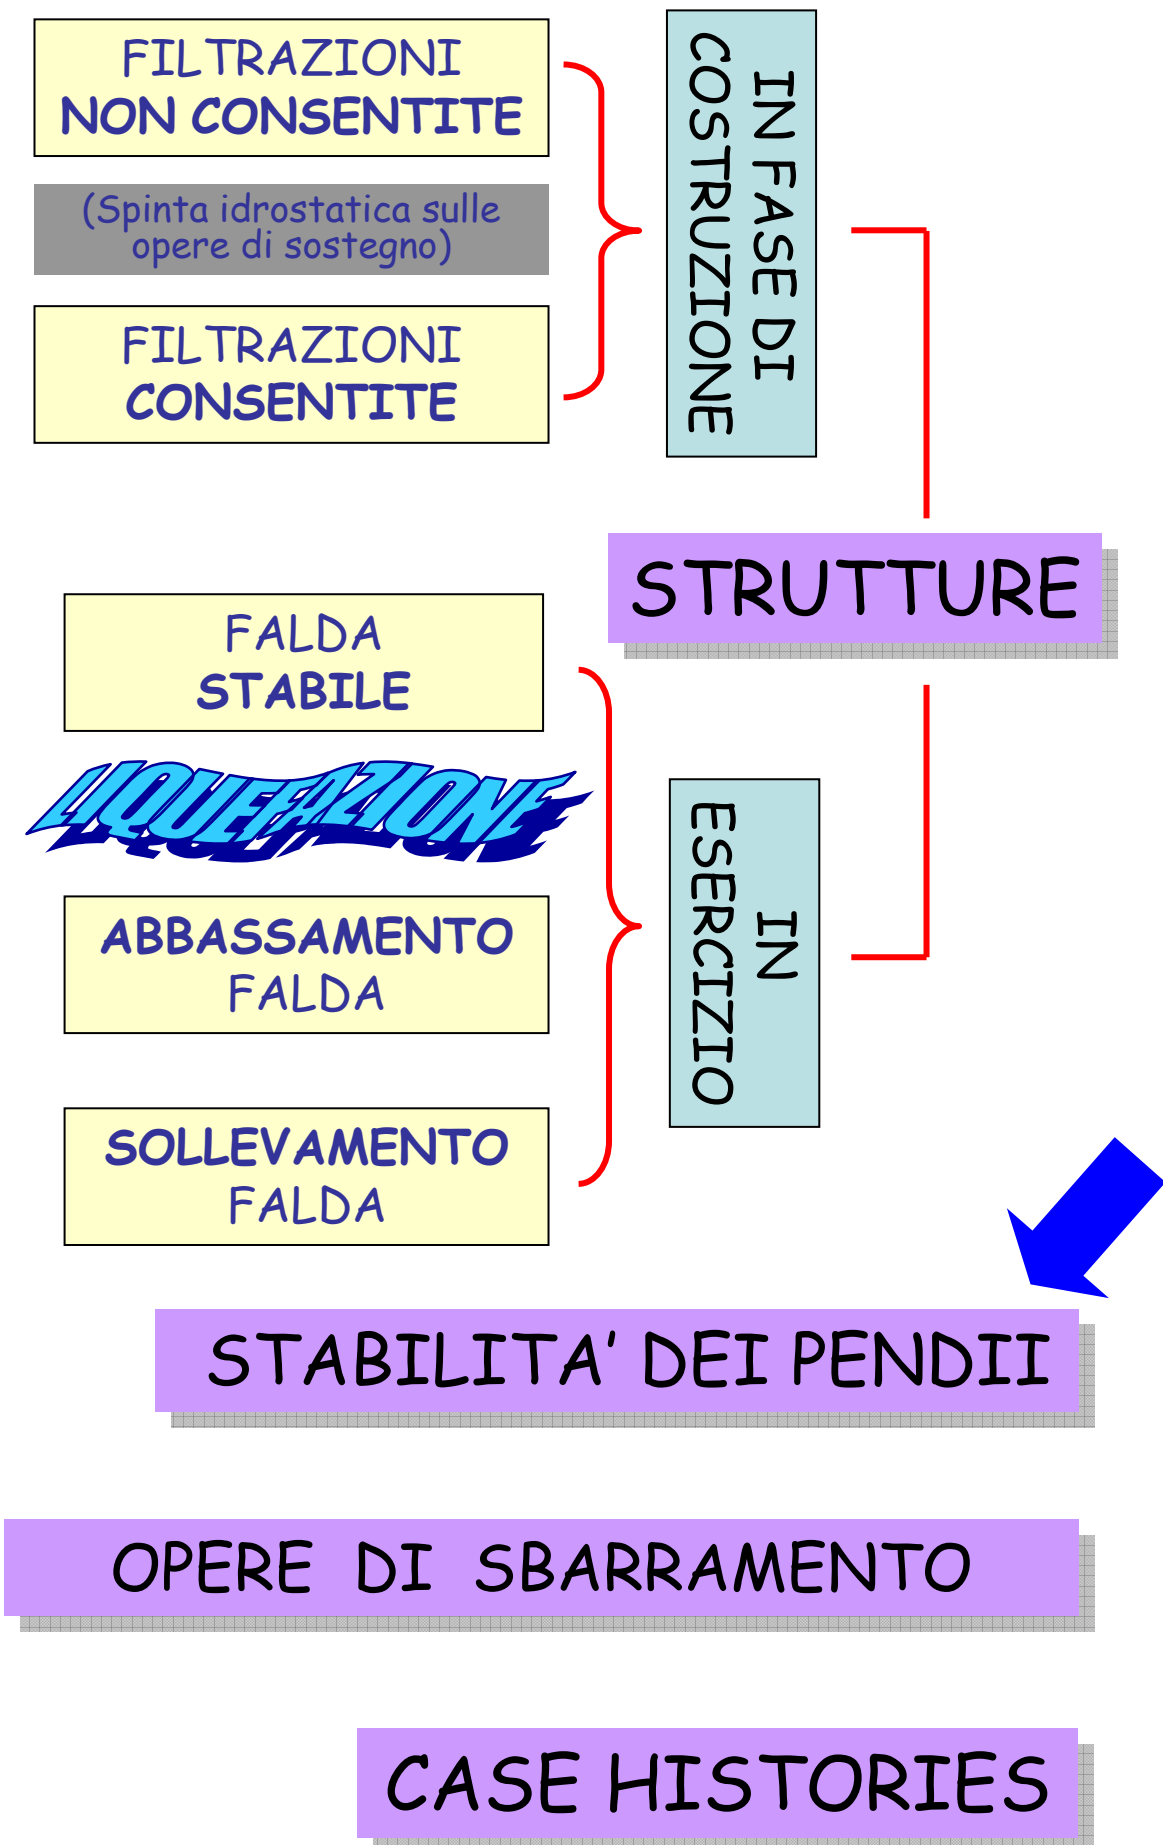 FILTRAZIONI
NON CONSENTITE
(Spinta idrostatica sulle
opere di sostegno)
FILTRAZIONI
CONSENTITE
IN FASE DI
COSTRUZIONE
STRUTTURE
FALDA
STABILE
LIQUEFAZIONE
ABBASSAMENTO
FALDA
SOLLEVAMENTO
FALDA
IN
ESERCIZIO
STABILITA' DEI PENDII
OPERE DI SBARRAMENTO
CASE HISTORIES